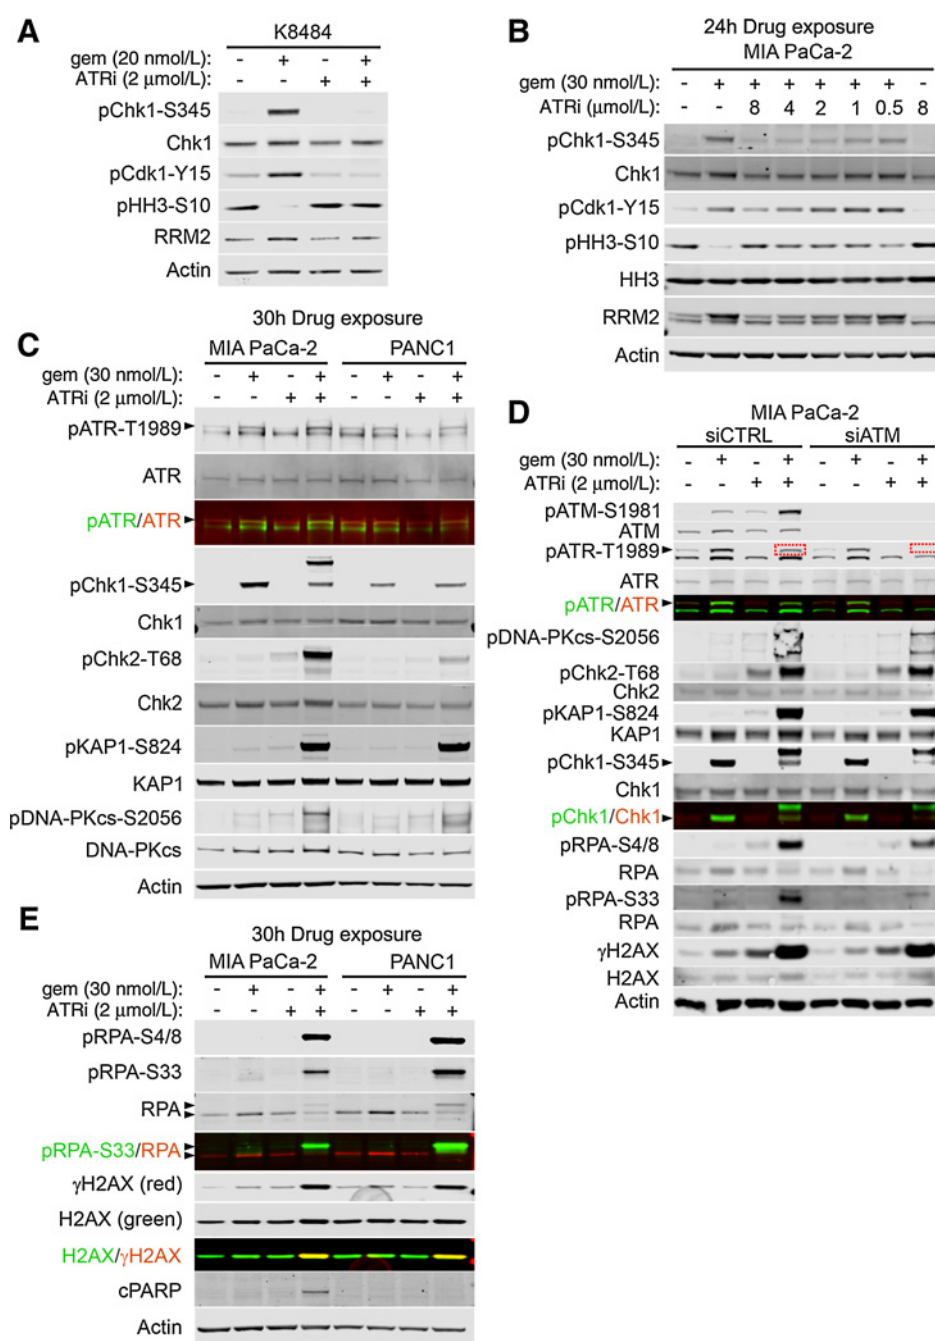 A
K8484
gem (20 nmol/L): - + - +
ATRi (2 μmol/L): - - + +
pChk1-S345
Chk1
pCdk1-Y15
pHH3-S10
RRM2
Actin
B
24h Drug exposure
MIA PaCa-2
gem (30 nmol/L): - + + + + + + -
ATRi (μmol/L): - - 8 4 2 1 0.5 8
pChk1-S345
Chk1
pCdk1-Y15
pHH3-S10
HH3
RRM2
Actin
C
30h Drug exposure
MIA PaCa-2 PANC1
gem (30 nmol/L): - + - + - + - +
ATRi (2 μmol/L): - - + + - - + +
pATR-T1989
ATR
pATR/ATR
pChk1-S345
Chk1
pChk2-T68
Chk2
pKAP1-S824
KAP1
pDNA-PKcs-S2056
DNA-PKcs
Actin
D
MIA PaCa-2
siCTRL siATM
gem (30 nmol/L): - + - + - + - +
ATRi (2 μmol/L): - - + + - - + +
pATM-S1981
ATM
pATR-T1989
ATR
pATR/ATR
pDNA-PKcs-S2056
pChk2-T68
Chk2
pKAP1-S824
KAP1
pChk1-S345
Chk1
pChk1/Chk1
pRPA-S4/8
RPA
pRPA-S33
RPA
γH2AX
H2AX
Actin
E
30h Drug exposure
MIA PaCa-2 PANC1
gem (30 nmol/L): - + - + - + - +
ATRi (2 μmol/L): - - + + - - + +
pRPA-S4/8
pRPA-S33
RPA
pRPA-S33/RPA
γH2AX (red)
H2AX (green)
H2AX/γH2AX
cPARP
Actin